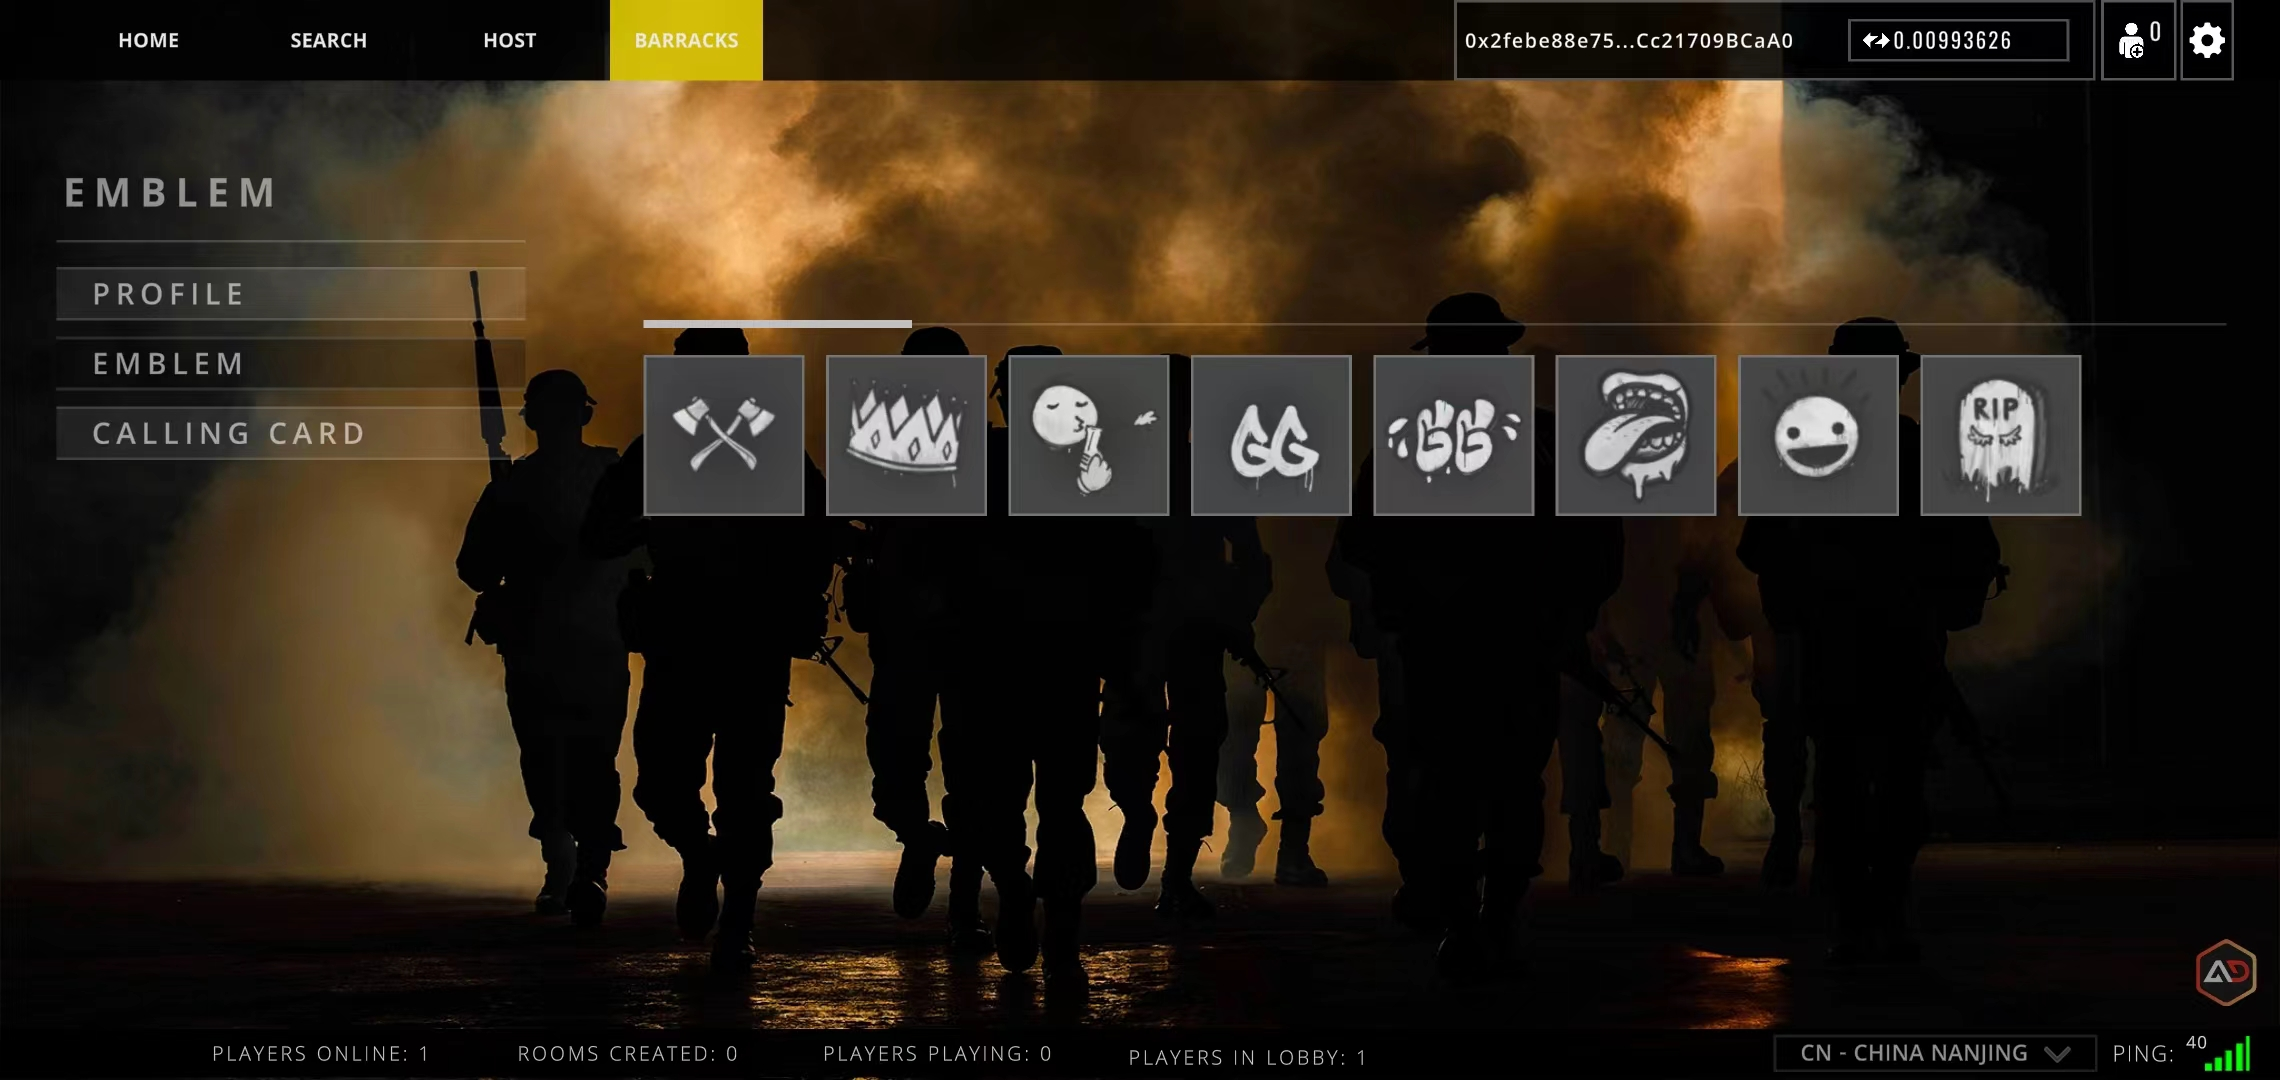 HOME SEARCH HOST BARRACKS 0x2febe88e75...Cc21709BCaA0 0.00993626 0
EMBLEM
PROFILE
EMBLEM
CALLING CARD
GG GG RIP
PLAYERS ONLINE: 1 ROOMS CREATED: 0 PLAYERS PLAYING: 0 PLAYERS IN LOBBY: 1 CN - CHINA NANJING PING: 40